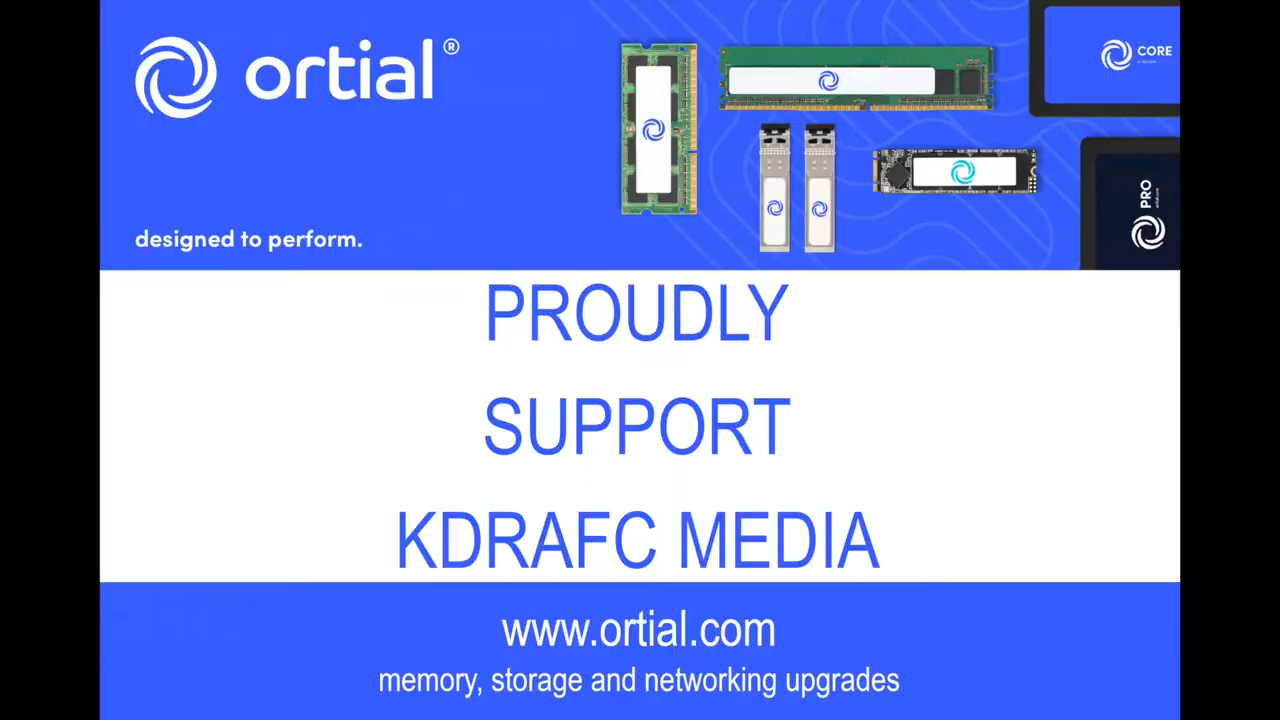 ortial®
designed to perform.
CORE
PRO
PROUDLY
SUPPORT
KDRAFC MEDIA
www.ortial.com
memory, storage and networking upgrades